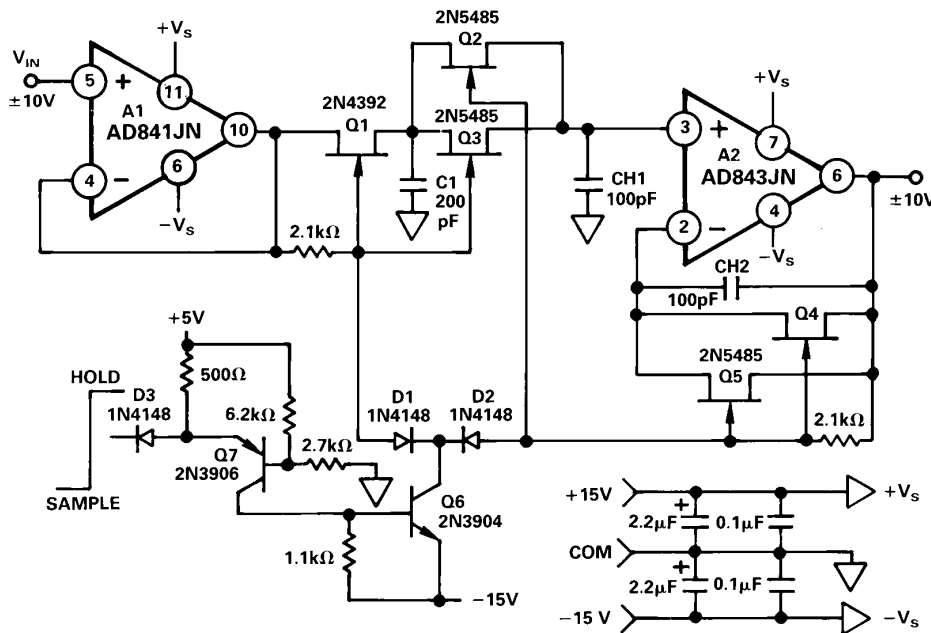 2N5485
Q2
+VS
VIN
±10V
5
+
11
A1
AD841JN
10
4
−
6
−VS
2N4392
Q1
2N5485
Q3
C1
200
pF
CH1
100pF
+VS
3
+
7
A2
AD843JN
6
±10V
2
−
4
−VS
2.1kΩ
CH2
100pF
Q4
2N5485
Q5
2.1kΩ
+5V
HOLD
500Ω
D3
1N4148
6.2kΩ
D1
1N4148
D2
1N4148
Q7
2N3906
2.7kΩ
SAMPLE
Q6
2N3904
1.1kΩ
−15V
+15V
+
2.2µF
0.1µF
+VS
COM
+
2.2µF
0.1µF
−15 V
−VS